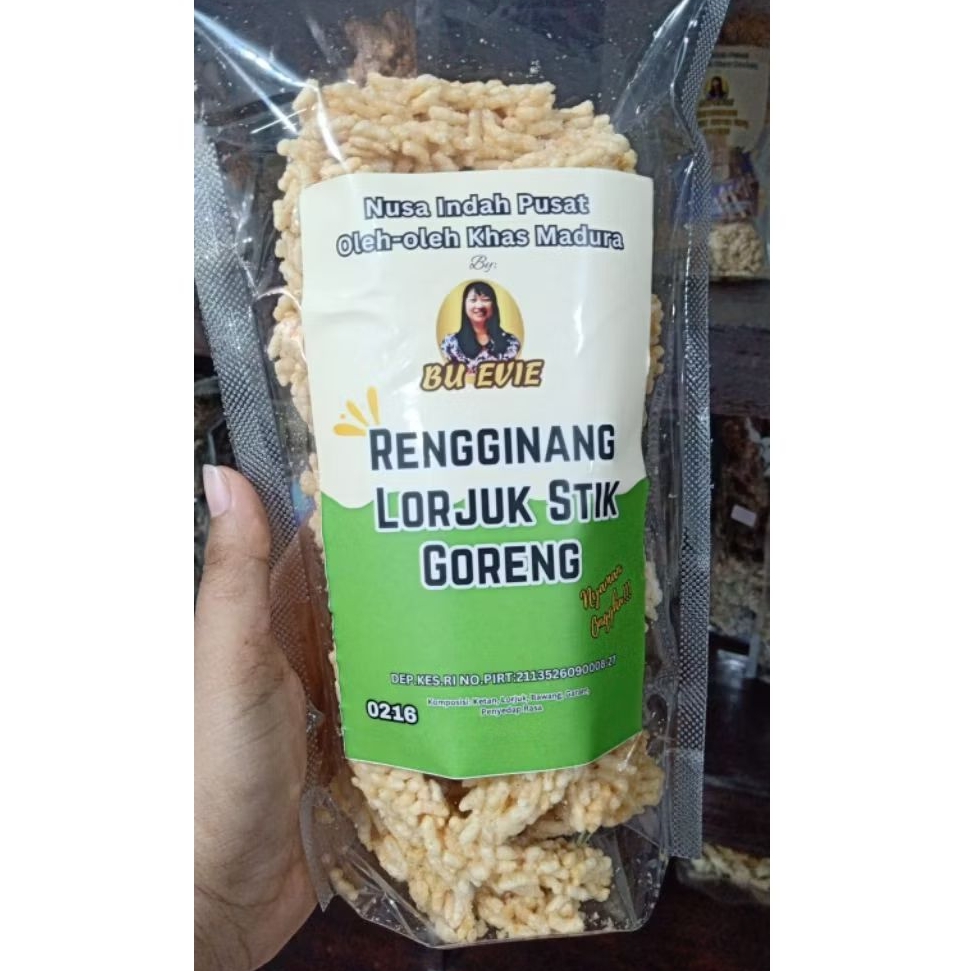 Nusa Indah Pusat
Oleh-oleh Khas Madura
By:
BU EVIE
RENGGINANG
LORJUK STIK
GORENG
DEP.KES.RI NO.PIRT:2113526090008-27
0216
Komposisi: Ketan, Lorjuk, Bawang, Garam,
Penyedap Rasa